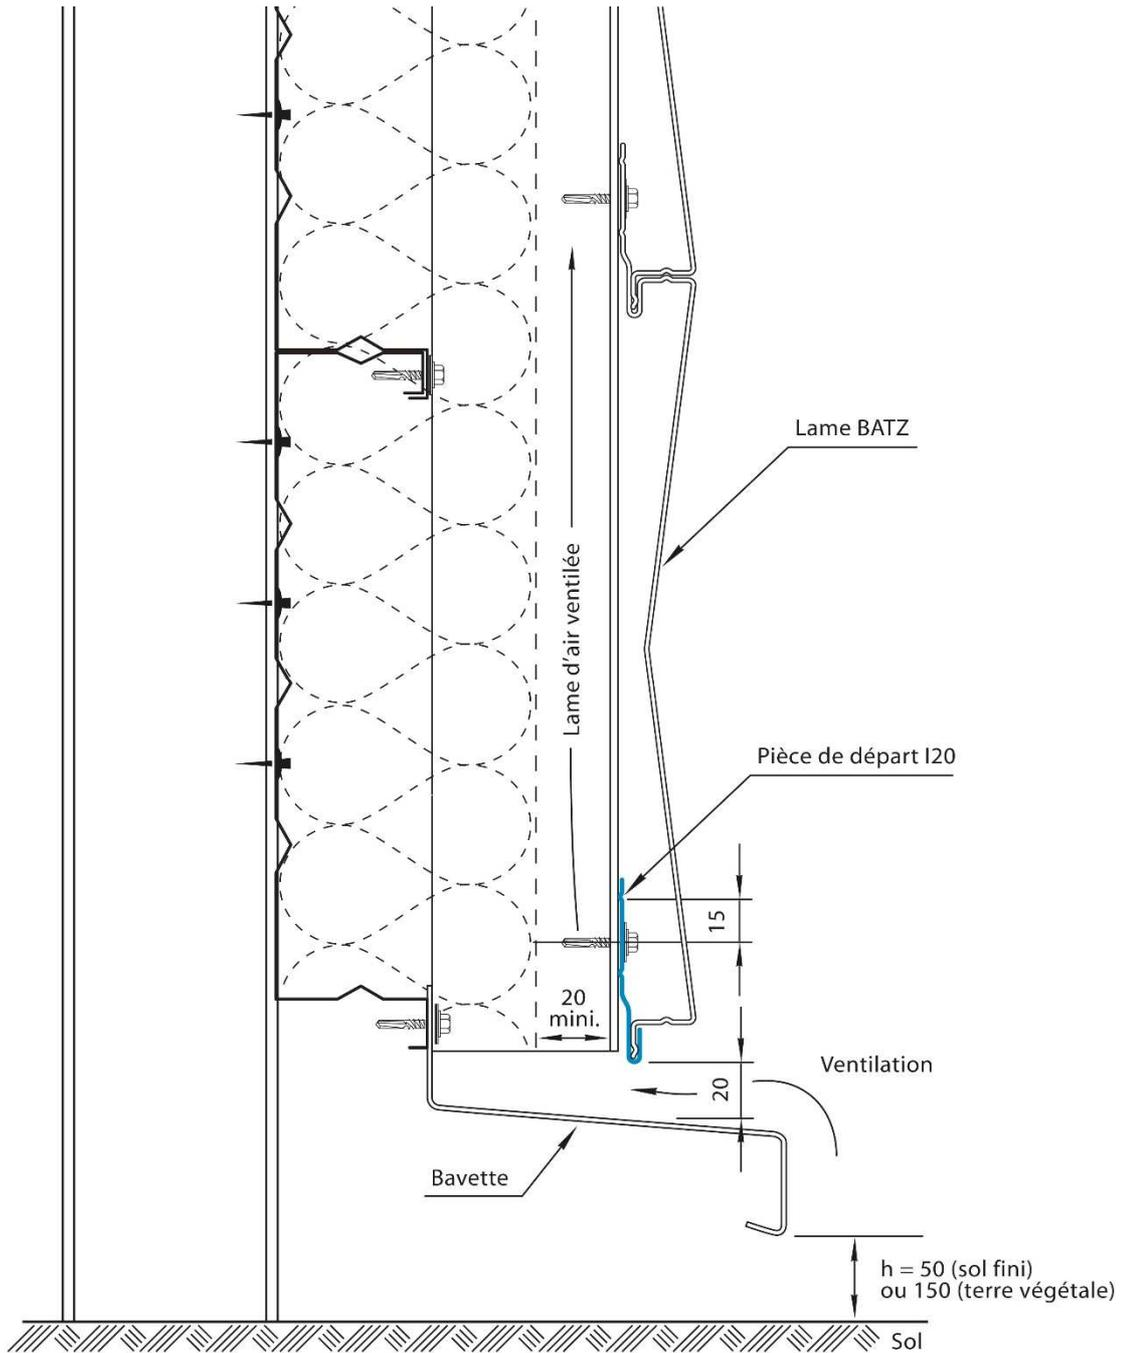 Lame BATZ
Lame d'air ventilée
Pièce de départ I20
15
20
mini.
Ventilation
20
Bavette
h = 50 (sol fini)
ou 150 (terre végétale)
Sol